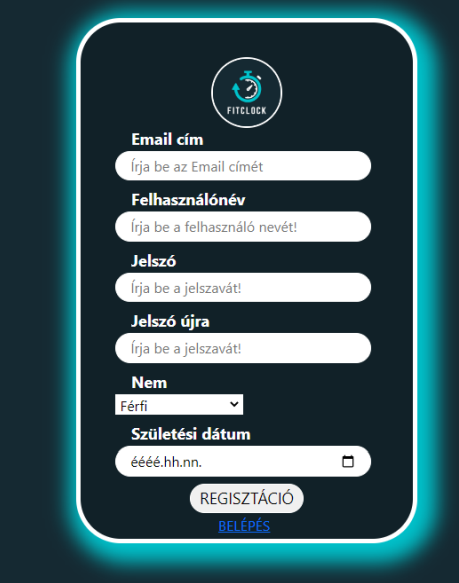 FITCLOCK
Email cím
Írja be az Email címét
Felhasználónév
Írja be a felhasználó nevét!
Jelszó
Írja be a jelszavát!
Jelszó újra
Írja be a jelszavát!
Nem
Férfi
Születési dátum
éééé.hh.nn.
REGISZTÁCIÓ
BELÉPÉS